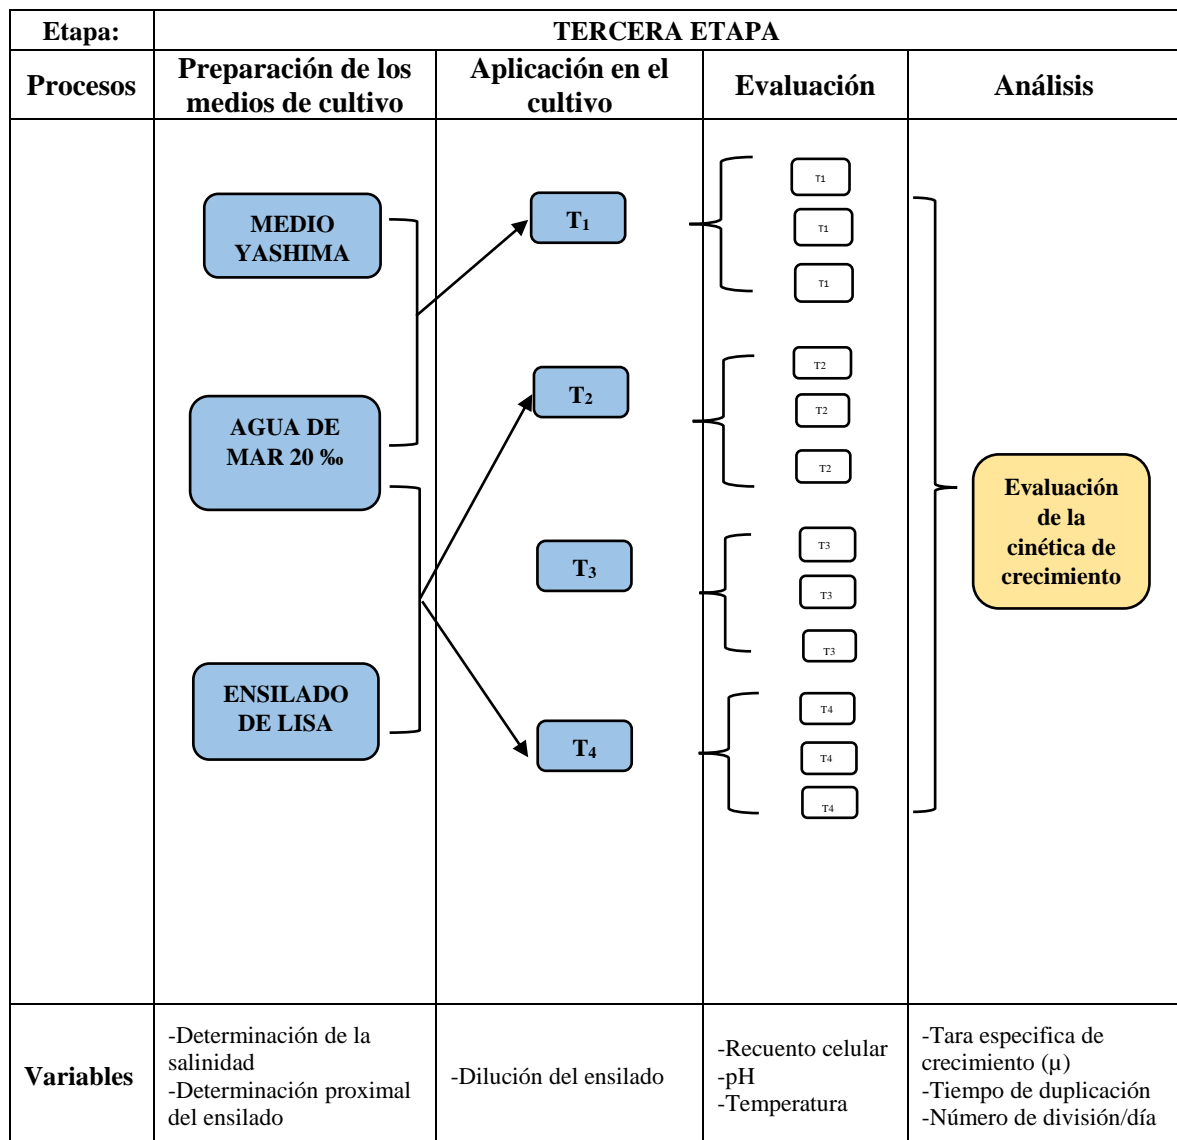 Etapa:
TERCERA ETAPA
Procesos
Preparación de los
medios de cultivo
Aplicación en el
cultivo
Evaluación
Análisis
MEDIO
YASHIMA
AGUA DE
MAR 20 ‰
ENSILADO
DE LISA
T₁
T₂
T₃
T₄
T1
T1
T1
T2
T2
T2
T3
T3
T3
T4
T4
T4
Evaluación
de la
cinética de
crecimiento
Variables
-Determinación de la
salinidad
-Determinación proximal
del ensilado
-Dilución del ensilado
-Recuento celular
-pH
-Temperatura
-Tara especifica de
crecimiento (µ)
-Tiempo de duplicación
-Número de división/día